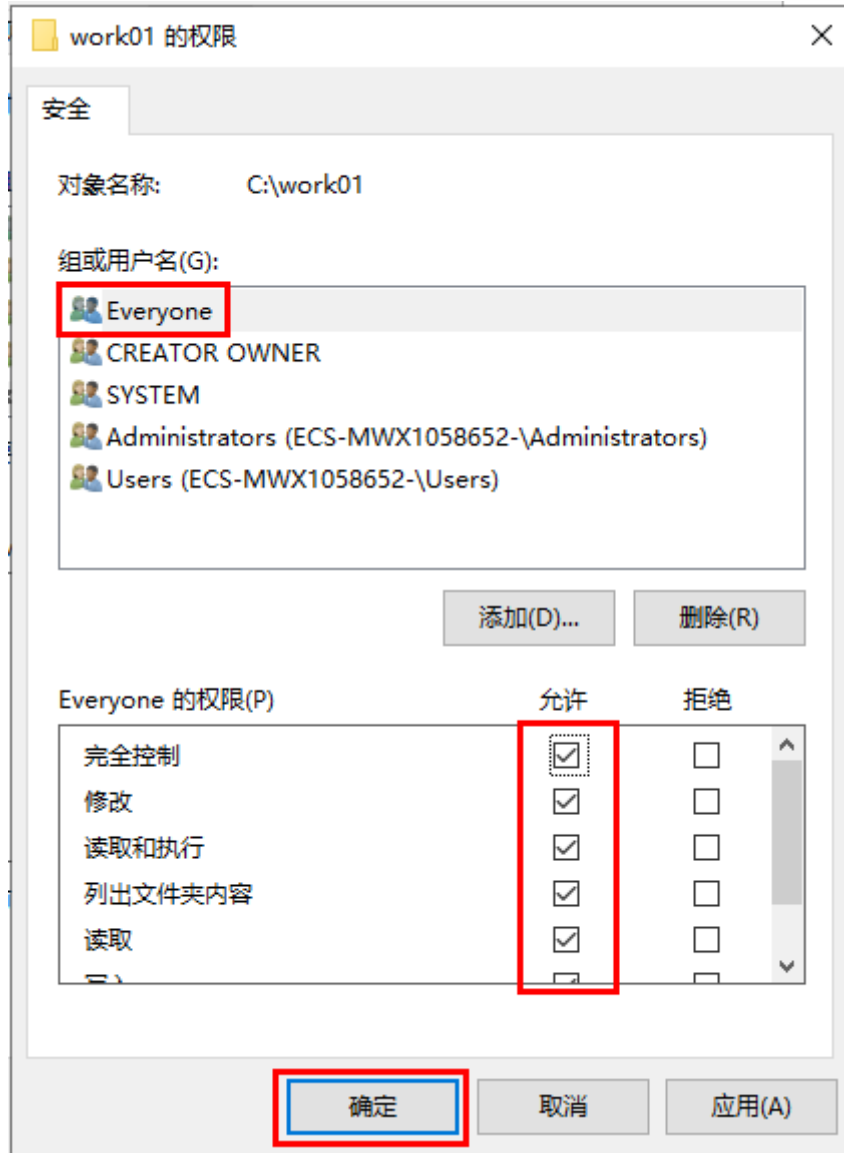 work01 的权限
安全
对象名称: C:\work01
组或用户名(G):
Everyone
CREATOR OWNER
SYSTEM
Administrators (ECS-MWX1058652-\Administrators)
Users (ECS-MWX1058652-\Users)
添加(D)... 删除(R)
Everyone 的权限(P) 允许 拒绝
完全控制
修改
读取和执行
列出文件夹内容
读取
确定 取消 应用(A)